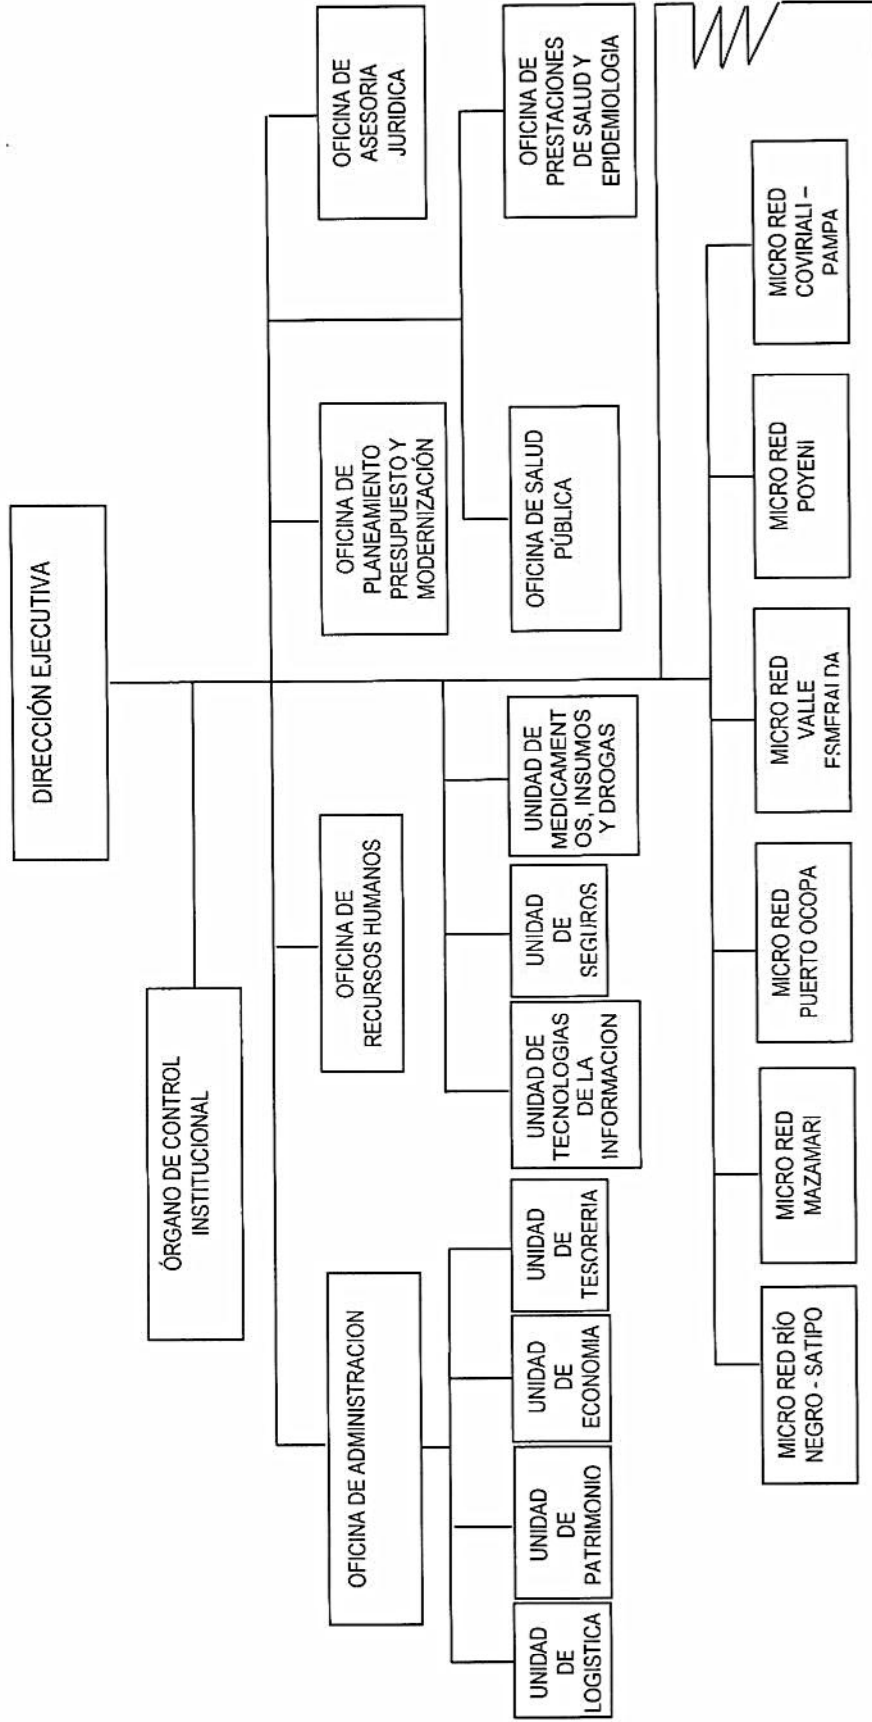 DIRECCIÓN EJECUTIVA
ÓRGANO DE CONTROL
INSTITUCIONAL
OFICINA DE ADMINISTRACION
OFICINA DE
RECURSOS HUMANOS
OFICINA DE
PLANEAMIENTO
PRESUPUESTO Y
MODERNIZACIÓN
OFICINA DE
ASESORIA
JURIDICA
UNIDAD
DE
LOGISTICA
UNIDAD
DE
PATRIMONIO
UNIDAD
DE
ECONOMIA
UNIDAD
DE
TESORERIA
UNIDAD DE
TECNOLOGIAS
DE LA
INFORMACION
UNIDAD
DE
SEGUROS
UNIDAD DE
MEDICAMENT
OS, INSUMOS
Y DROGAS
OFICINA DE SALUD
PÚBLICA
OFICINA DE
PRESTACIONES
DE SALUD Y
EPIDEMIOLOGIA
MICRO RED RÍO
NEGRO - SATIPO
MICRO RED
MAZAMARI
MICRO RED
PUERTO OCOPA
MICRO RED
VALLE
ESMERALDA
MICRO RED
POYENI
MICRO RED
COVIRIALI –
PAMPA